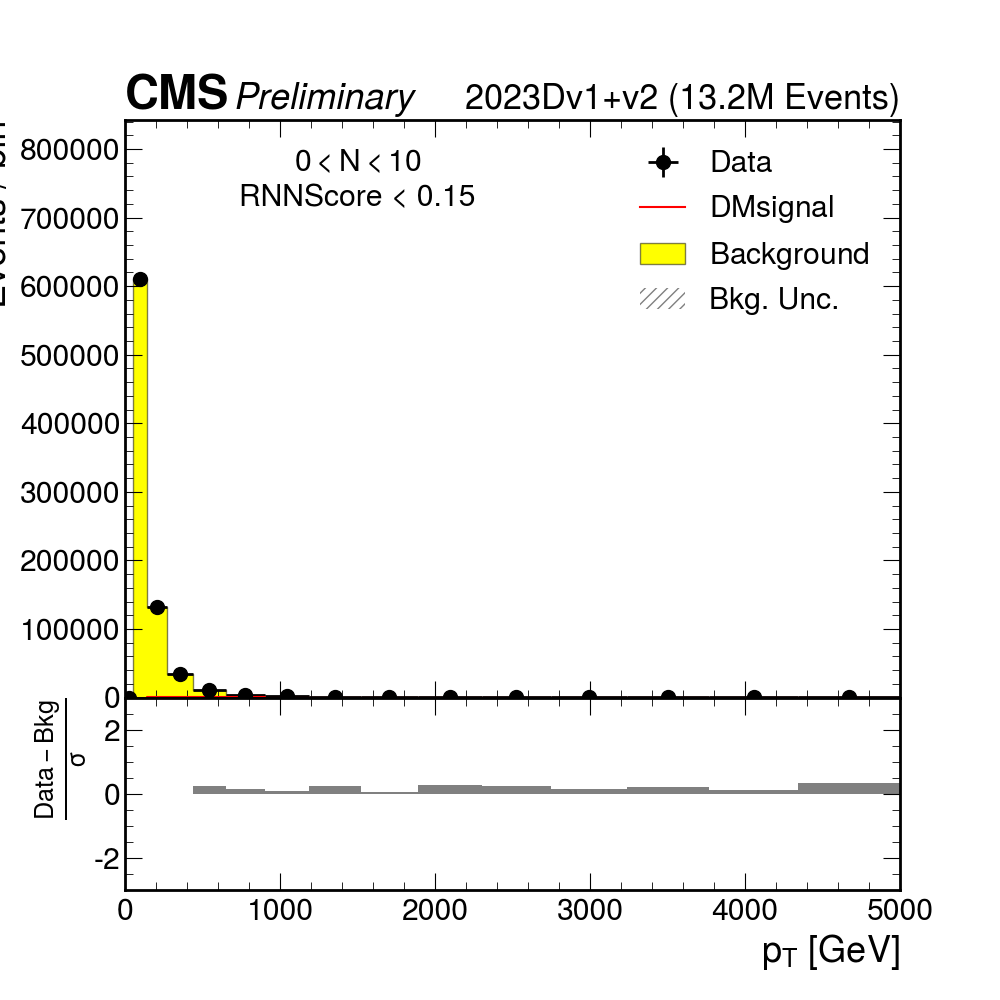 CMS Preliminary 2023Dv1+v2 (13.2M Events)
0 < N < 10
RNNScore < 0.15
Data
DMsignal
Background
Bkg. Unc.
800000
700000
600000
500000
400000
300000
200000
100000
0
Data − Bkg
σ
2
0
-2
0 1000 2000 3000 4000 5000
pT [GeV]